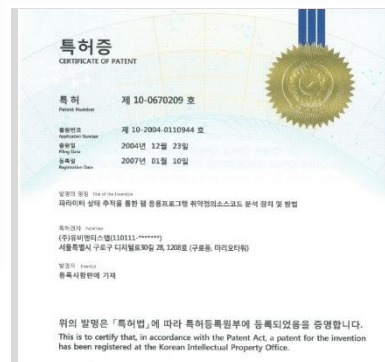 특허증
CERTIFICATE OF PATENT
특 허 제 10-0670209 호
Patent Number
출원번호 제 10-2004-0110944 호
Application Number
출원일 2004년 12월 23일
Filing Date
등록일 2007년 01월 10일
Registration Date
발명의 명칭 Title of the Invention
파라미터 상태 추적을 통한 웹 응용프로그램 취약점의소스코드 분석 장치 및 방법
특허권자 Patentee
(주)유비엔티스랩(110111-*******)
서울특별시 구로구 디지털로30길 28, 1208호 (구로동, 마리오타워)
발명자 Inventor
등록사항란에 기재
위의 발명은 「특허법」에 따라 특허등록원부에 등록되었음을 증명합니다.
This is to certify that, in accordance with the Patent Act, a patent for the invention
has been registered at the Korean Intellectual Property Office.